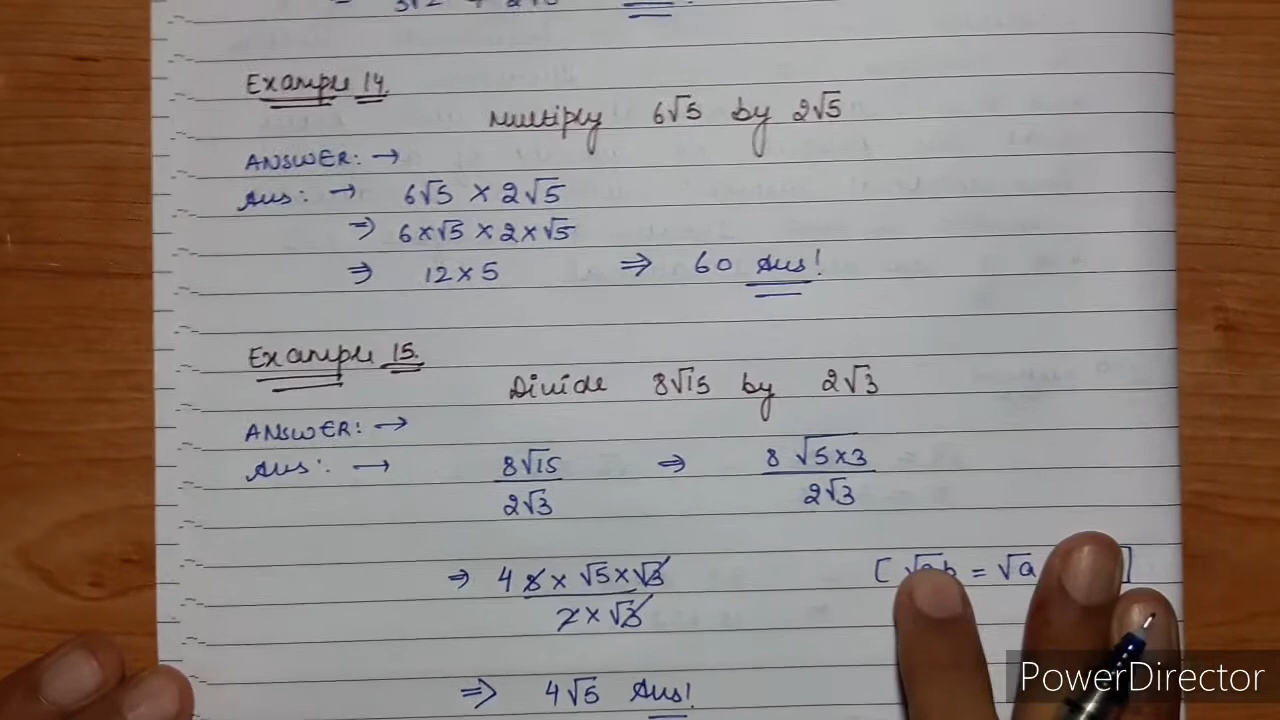 Example 14.
Multiply 6√5 by 2√5
ANSWER: →
Ans: → 6√5 × 2√5
⇒ 6×√5 × 2×√5
⇒ 12×5 ⇒ 60 Ans!
Example 15.
Divide 8√15 by 2√3
ANSWER: →
Ans: → 8√15 / 2√3 ⇒ 8√5×3 / 2√3
⇒ 4 8×√5×√3 / 2×√3 [√ab = √a ]
⇒ 4√5 Ans!
PowerDirector